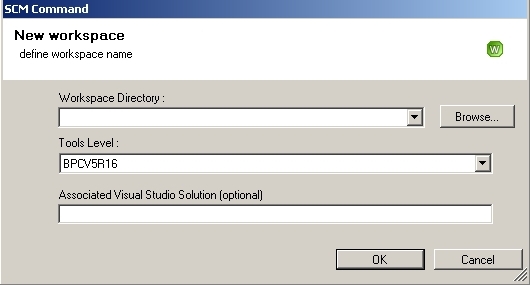 SCM Command
New workspace
define workspace name
W
Workspace Directory :
Browse...
Tools Level :
BPCV5R16
Associated Visual Studio Solution (optional)
OK
Cancel